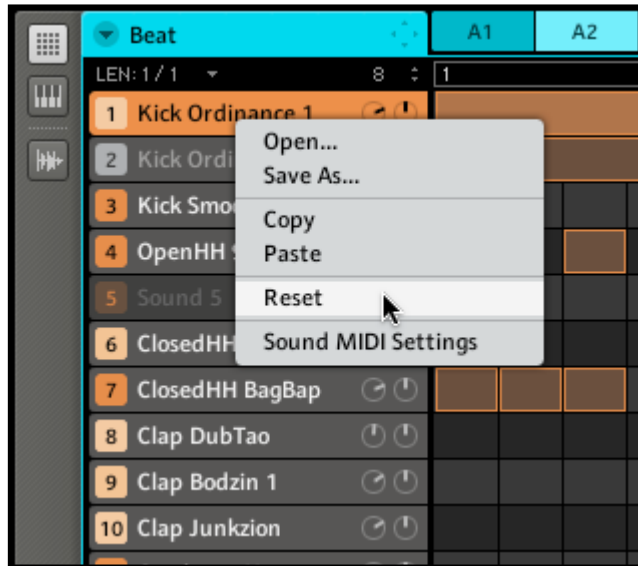 Beat A1 A2
LEN: 1 / 1 8 1
1 Kick Ordinance 1
2 Kick Ordi
3 Kick Smo
4 OpenHH
5 Sound 5
6 ClosedHH
7 ClosedHH BagBap
8 Clap DubTao
9 Clap Bodzin 1
10 Clap Junkzion
Open...
Save As...
Copy
Paste
Reset
Sound MIDI Settings